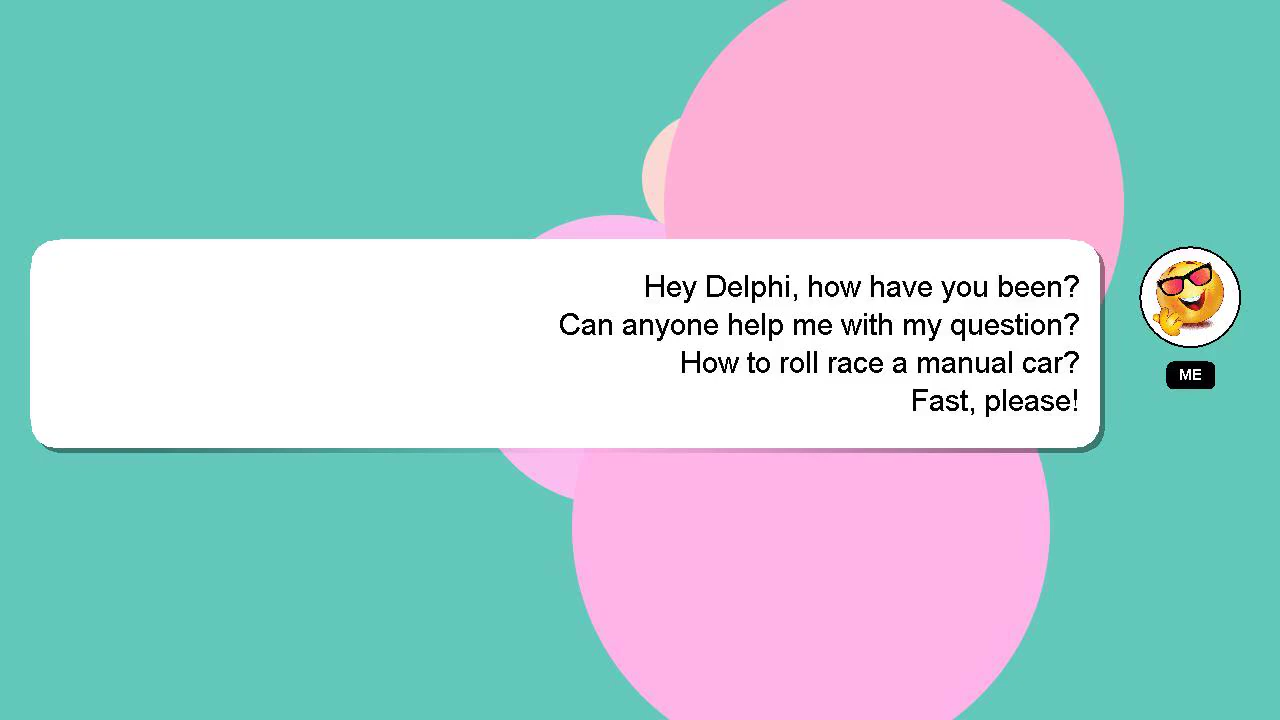 Hey Delphi, how have you been?
Can anyone help me with my question?
How to roll race a manual car?
Fast, please!
ME